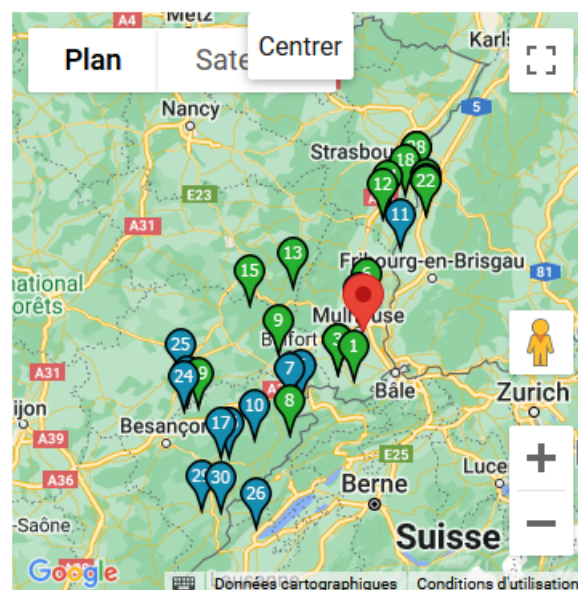 A4
Metz
Centrer
Plan
Sate
Karls
Nancy
5
Strasbou
28
18
12
22
E23
A31
11
13
Fribourg-en-Brisgau
15
6
81
national
orêts
Mulhouse
9
3
1
Belfort
25
7
A31
24
9
8
Bâle
Zurich
10
ijon
Besançon
17
A39
E25
A36
29
30
26
Berne
Luce
-Saône
Suisse
Google
Lausanne
Données cartographiques
Conditions d'utilisation